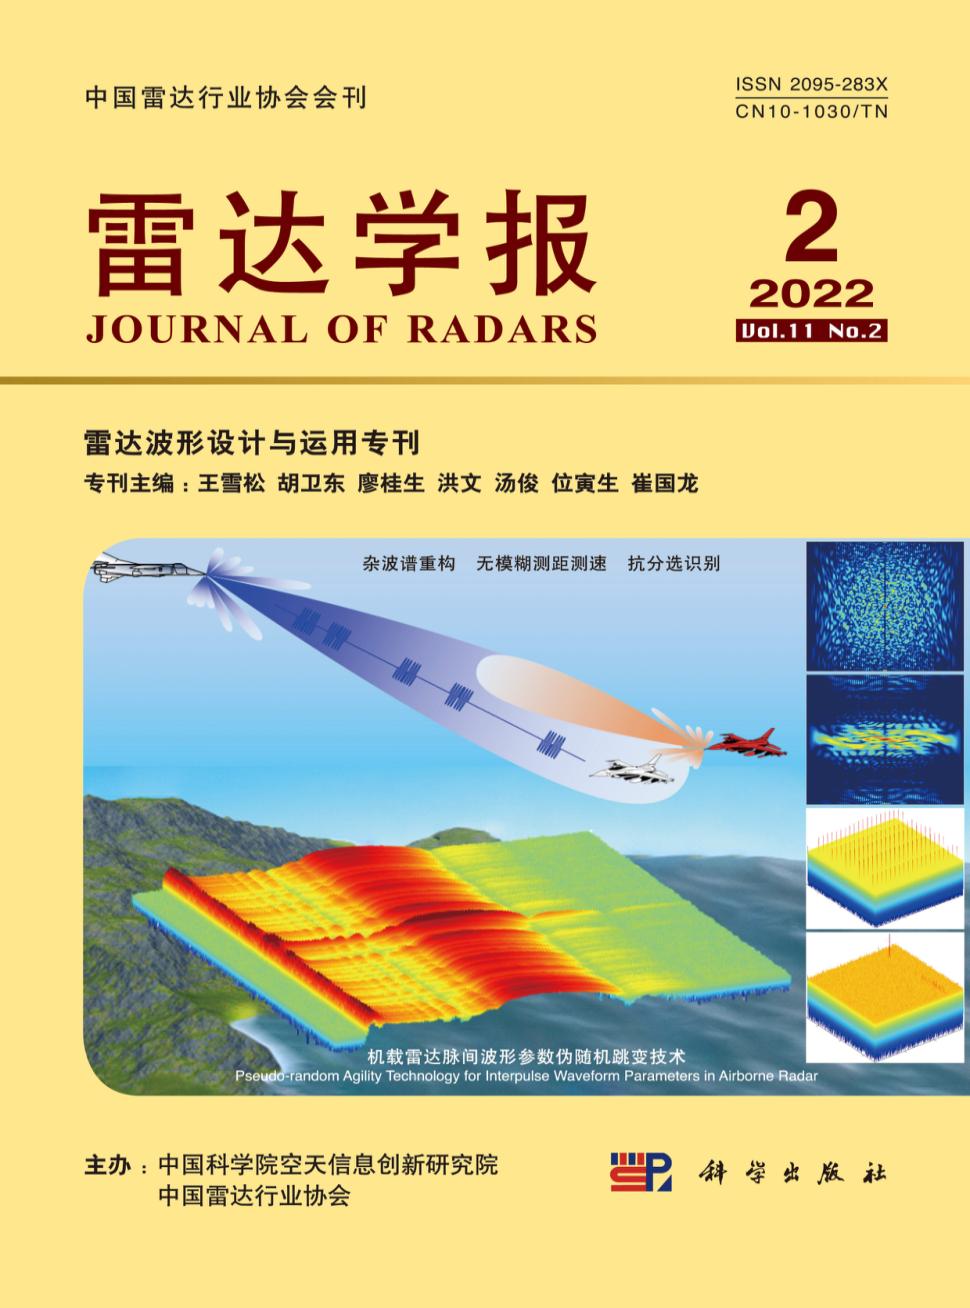 中国雷达行业协会会刊
ISSN 2095-283X
CN10-1030/TN
雷达学报
JOURNAL OF RADARS
2
2022
Vol.11 No.2
雷达波形设计与运用专刊
专刊主编：王雪松 胡卫东 廖桂生 洪文 汤俊 位寅生 崔国龙
杂波谱重构 无模糊测距测速 抗分选识别
机载雷达脉间波形参数伪随机跳变技术
Pseudo-random Agility Technology for Interpulse Waveform Parameters in Airborne Radar
主办：中国科学院空天信息创新研究院
中国雷达行业协会
科学出版社